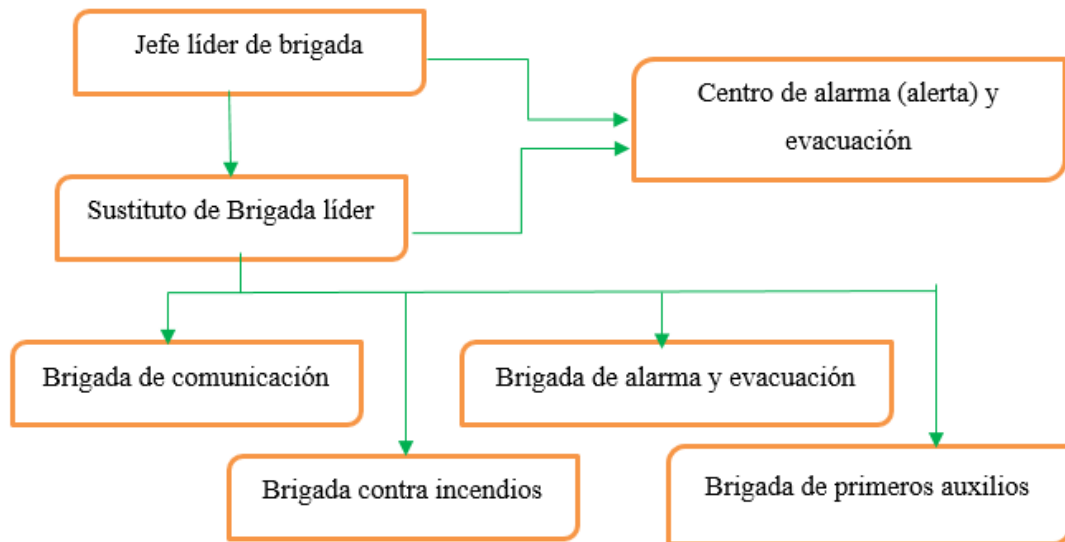 Jefe líder de brigada
Centro de alarma (alerta) y
evacuación
Sustituto de Brigada líder
Brigada de comunicación
Brigada de alarma y evacuación
Brigada contra incendios
Brigada de primeros auxilios